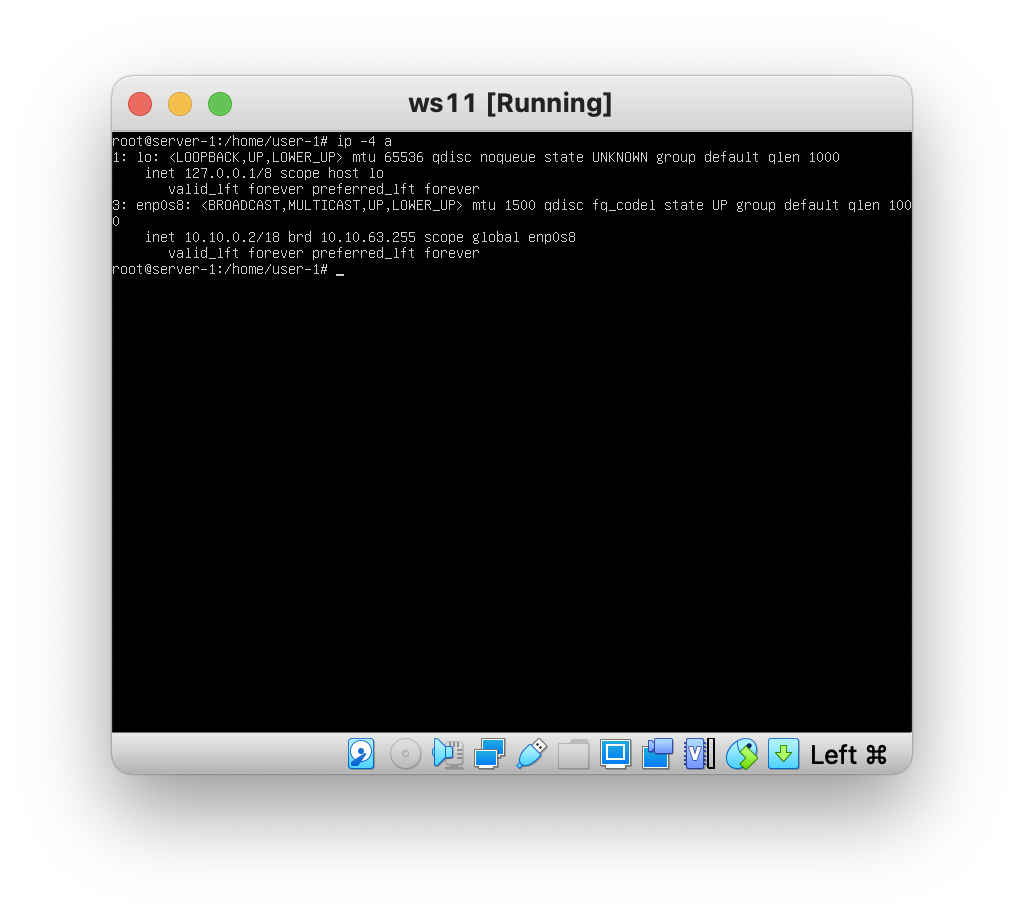 ws11 [Running]
root@server-1:/home/user-1# ip -4 a
1: lo: <LOOPBACK,UP,LOWER_UP> mtu 65536 qdisc noqueue state UNKNOWN group default qlen 1000
    inet 127.0.0.1/8 scope host lo
       valid_lft forever preferred_lft forever
3: enp0s8: <BROADCAST,MULTICAST,UP,LOWER_UP> mtu 1500 qdisc fq_codel state UP group default qlen 100
0
    inet 10.10.0.2/18 brd 10.10.63.255 scope global enp0s8
       valid_lft forever preferred_lft forever
root@server-1:/home/user-1# _
V
Left ⌘